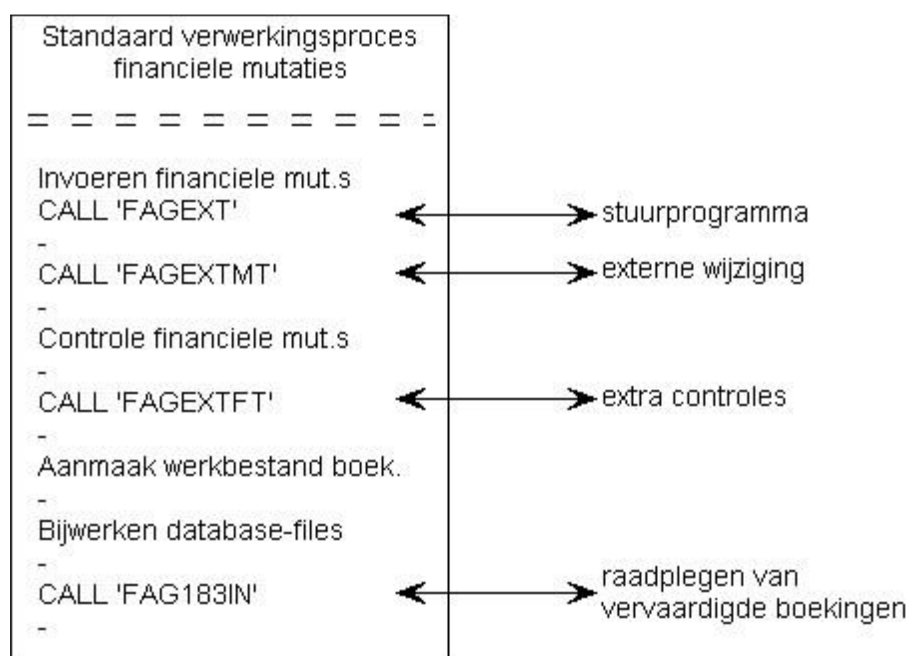 Standaard verwerkingsproces
financiele mutaties
= = = = = = = = = =
Invoeren financiele mut.s
CALL 'FAGEXT'
stuurprogramma
-
CALL 'FAGEXTMT'
externe wijziging
-
Controle financiele mut.s
-
CALL 'FAGEXTFT'
extra controles
-
Aanmaak werkbestand boek.
-
Bijwerken database-files
-
CALL 'FAG183IN'
raadplegen van
vervaardigde boekingen
-